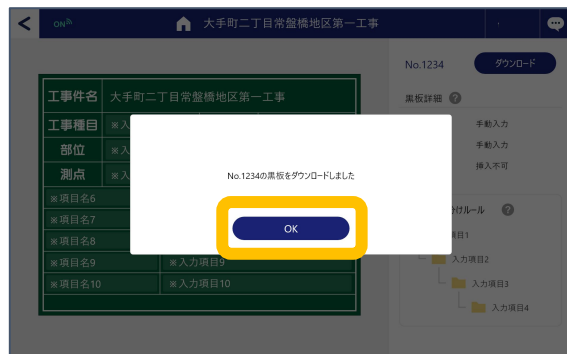 ON
大手町二丁目常盤橋地区第一工事
No.1234
ダウンロード
黒板詳細 ?
工事件名 大手町二丁目常盤橋地区第一工事
工事種目 ※入
手動入力
部位 ※入
手動入力
測点 ※入
挿入不可
No.1234の黒板をダウンロードしました
OK
※項目名6
※項目名7
分けルール ?
※項目名8
項目1
※項目名9 ※入力項目9
入力項目2
※項目名10 ※入力項目10
入力項目3
入力項目4